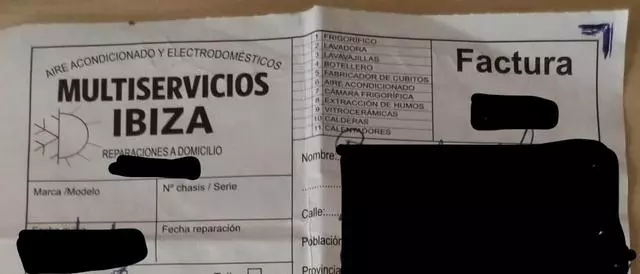 AIRE ACONDICIONADO Y ELECTRODOMÉSTICOS
MULTISERVICIOS
IBIZA
REPARACIONES A DOMICILIO
Marca /Modelo
Nº chasis / Serie
Fecha reparación
1 FRIGORÍFICO
2 LAVADORA
3 LAVAVAJILLAS
4 BOTELLERO
5 FABRICADOR DE CUBITOS
6 AIRE ACONDICIONADO
7 CÁMARA FRIGORÍFICA
8 EXTRACCIÓN DE HUMOS
9 VITROCERÁMICAS
10 CALDERAS
11 CALENTADORES
Factura
Nombre:
Calle:
Población
Provincia